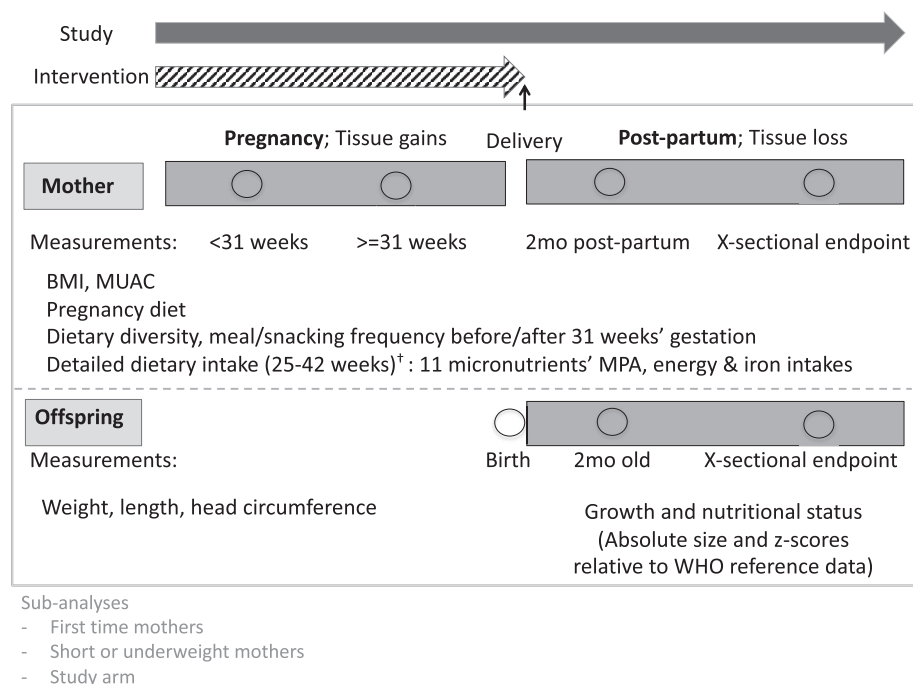 Study
Intervention
Pregnancy; Tissue gains
Delivery
Post-partum; Tissue loss
Mother
Measurements: <31 weeks >=31 weeks 2mo post-partum X-sectional endpoint
BMI, MUAC
Pregnancy diet
Dietary diversity, meal/snacking frequency before/after 31 weeks' gestation
Detailed dietary intake (25-42 weeks)† : 11 micronutrients' MPA, energy & iron intakes
Offspring
Measurements: Birth 2mo old X-sectional endpoint
Weight, length, head circumference
Growth and nutritional status
(Absolute size and z-scores
relative to WHO reference data)
Sub-analyses
- First time mothers
- Short or underweight mothers
- Study arm